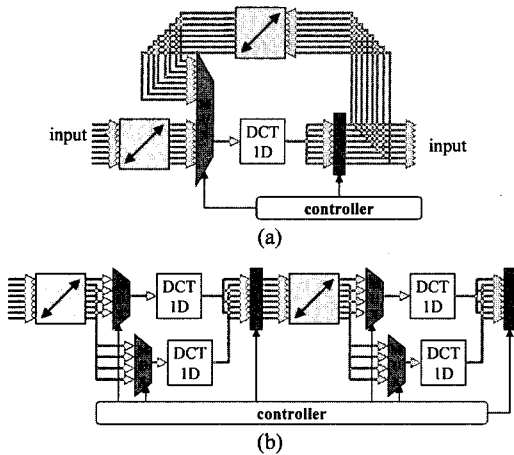 input
DCT
1D
input
controller
(a)
DCT
1D
DCT
1D
DCT
1D
DCT
1D
controller
(b)